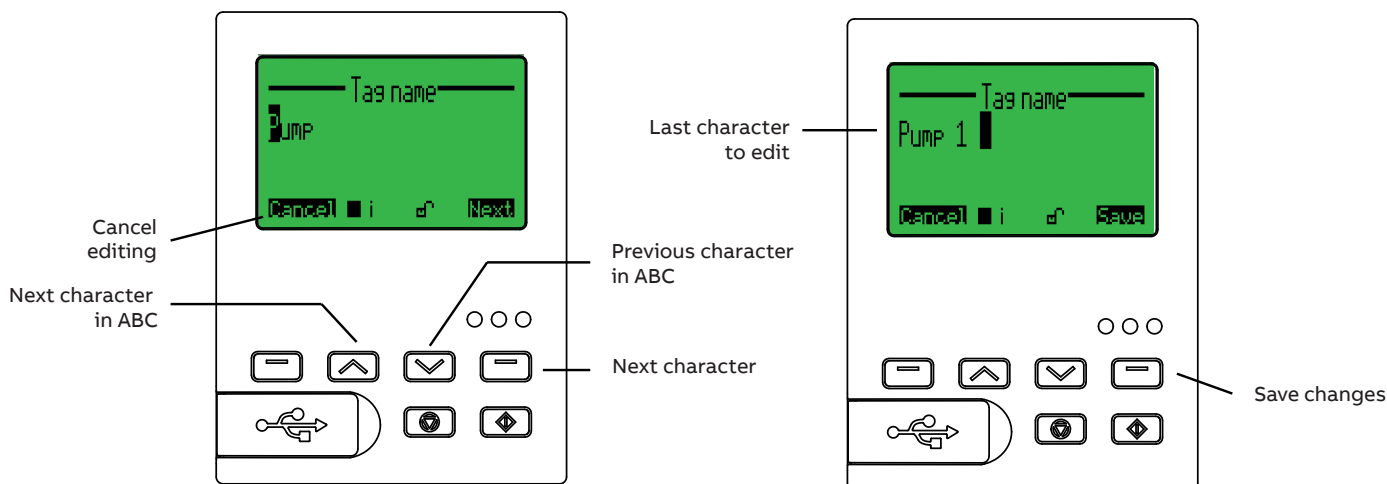 Tag name
Pump
Cancel i Next
Cancel
editing
Next character
in ABC
Previous character
in ABC
Next character
Tag name
Last character
to edit
Pump 1
Cancel i Save
Save changes